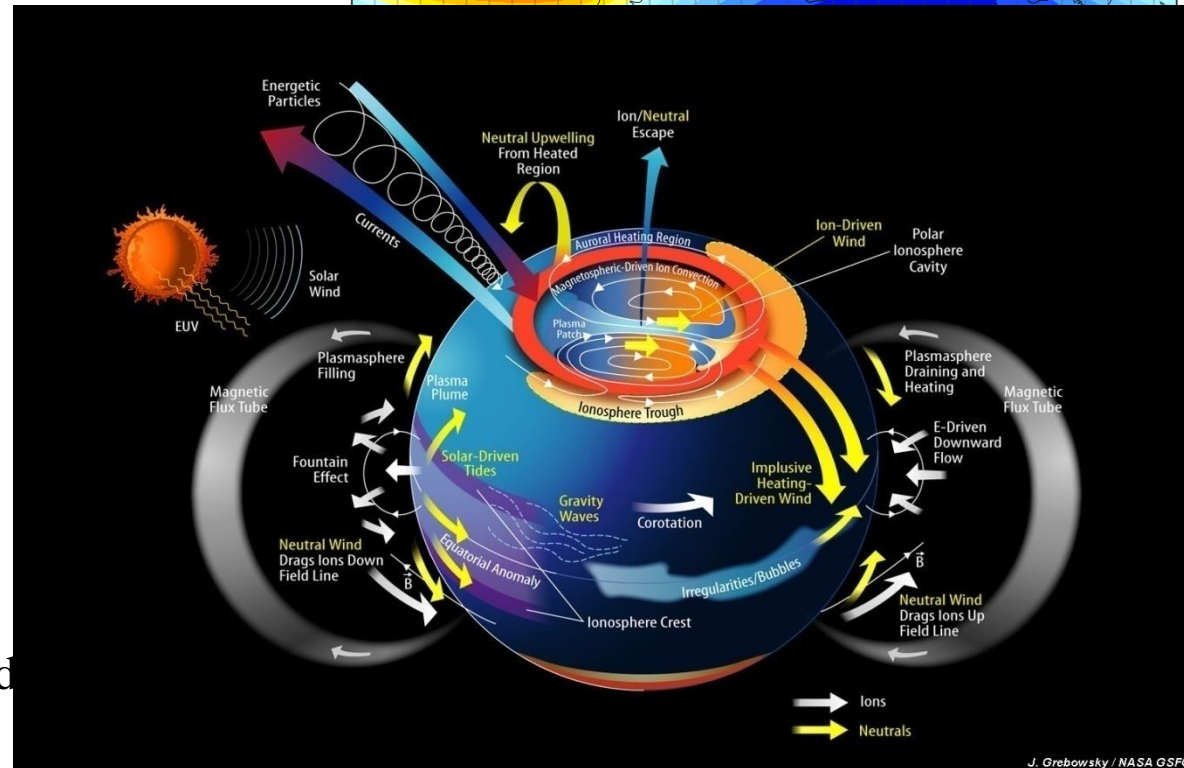 Energetic
Particles
Ion/Neutral
Escape
Neutral Upwelling
From Heated
Region
Currents
Auroral Heating Region
Magnetospheric-Driven Ion Convection
Ion-Driven
Wind
Polar
Ionosphere
Cavity
Solar
Wind
EUV
Plasma
Patch
Plasmasphere
Filling
Plasma
Plume
Magnetic
Flux Tube
Ionosphere Trough
Plasmasphere
Draining and
Heating
Magnetic
Flux Tube
E-Driven
Downward
Flow
Fountain
Effect
Solar-Driven
Tides
Gravity
Waves
Corotation
Implusive
Heating-
Driven Wind
Neutral Wind
Drags Ions Down
Field Line
B
Equatorial Anomaly
Irregularities/Bubbles
Ionosphere Crest
B
Neutral Wind
Drags Ions Up
Field Line
Ions
Neutrals
J. Grebowsky / NASA GSFC